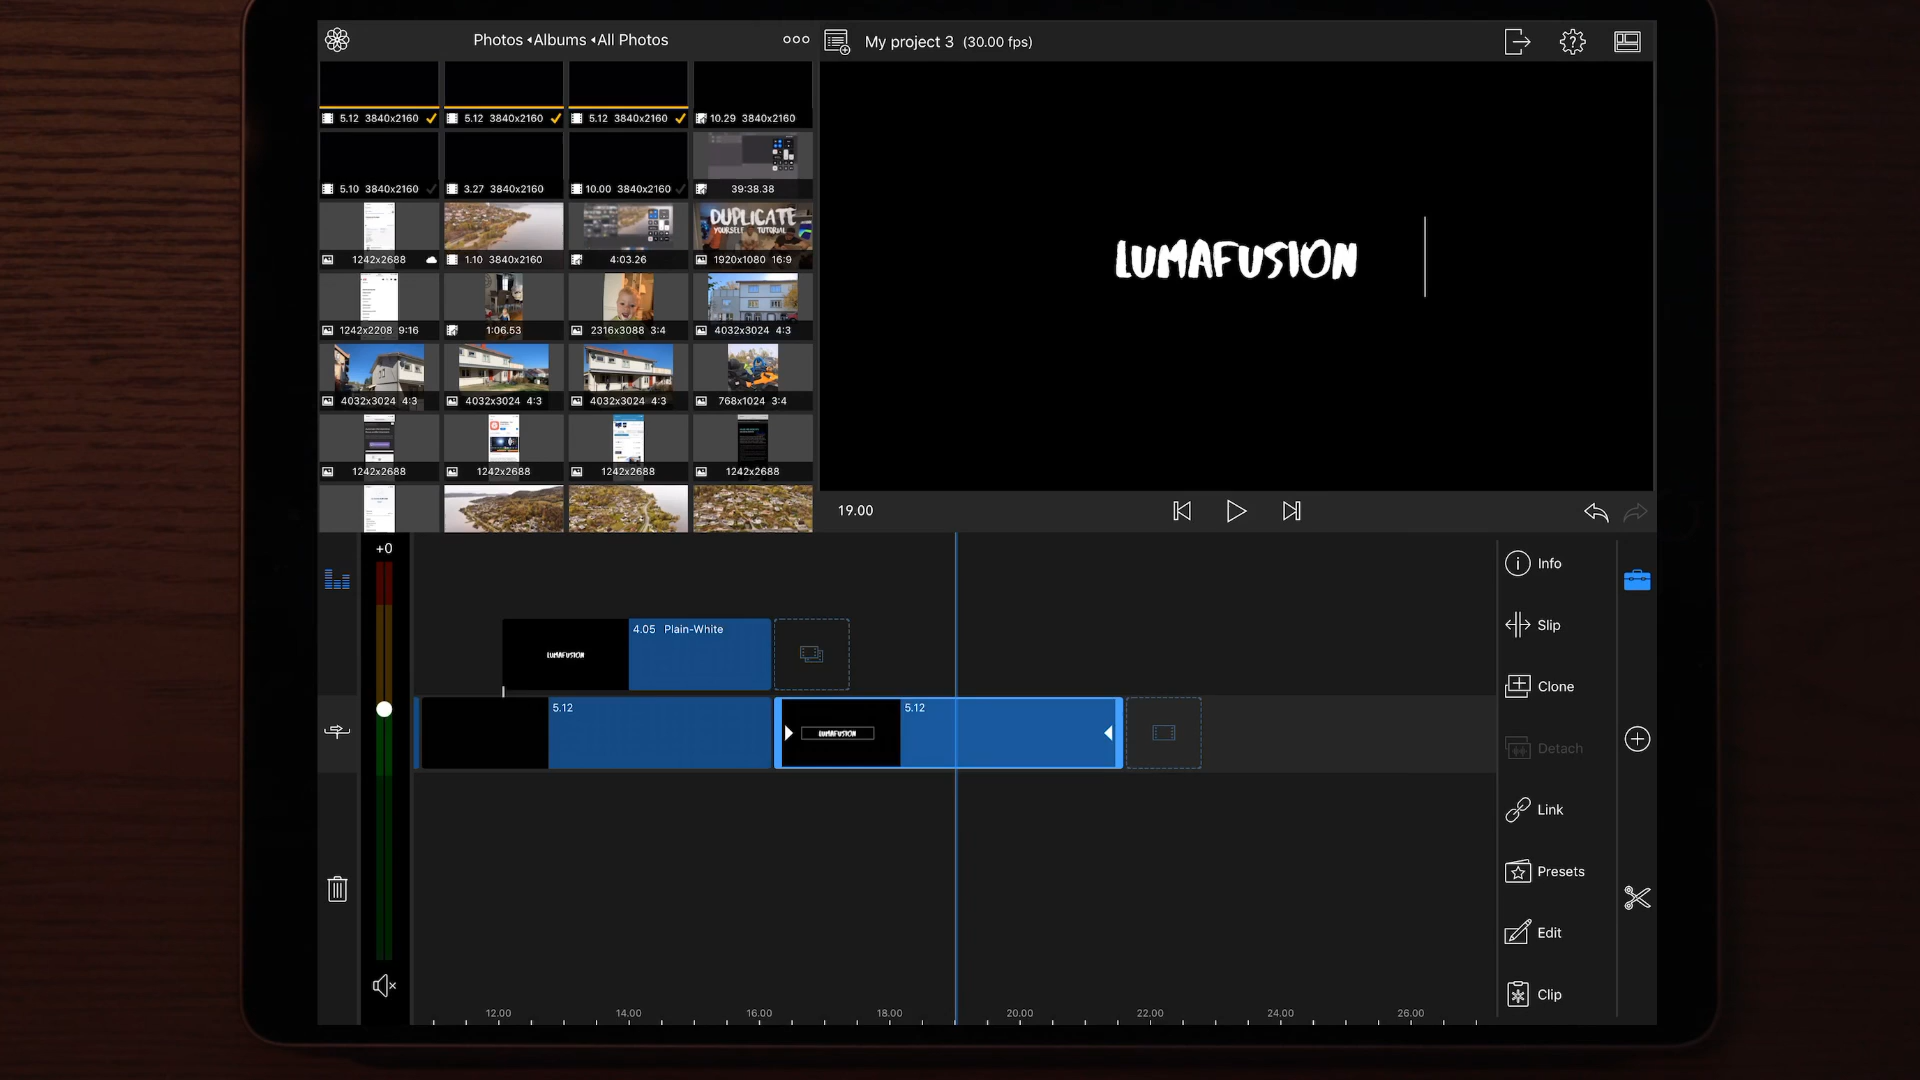 Photos ◂Albums ◂All Photos
My project 3 (30.00 fps)
5.12 3840x2160
5.12 3840x2160
5.12 3840x2160
10.29 3840x2160
5.10 3840x2160
3.27 3840x2160
10.00 3840x2160
39:38.38
1242x2688
1.10 3840x2160
4:03.26
DUPLICATE
YOURSELF TUTORIAL
1920x1080 16:9
1242x2208 9:16
1:06.53
2316x3088 3:4
4032x3024 4:3
4032x3024 4:3
4032x3024 4:3
4032x3024 4:3
768x1024 3:4
1242x2688
1242x2688
1242x2688
1242x2688
LUMAFUSION
19.00
+0
4.05 Plain-White
LUMAFUSION
5.12
LUMAFUSION
5.12
Info
Slip
Clone
Detach
Link
Presets
Edit
Clip
12.00
14.00
16.00
18.00
20.00
22.00
24.00
26.00